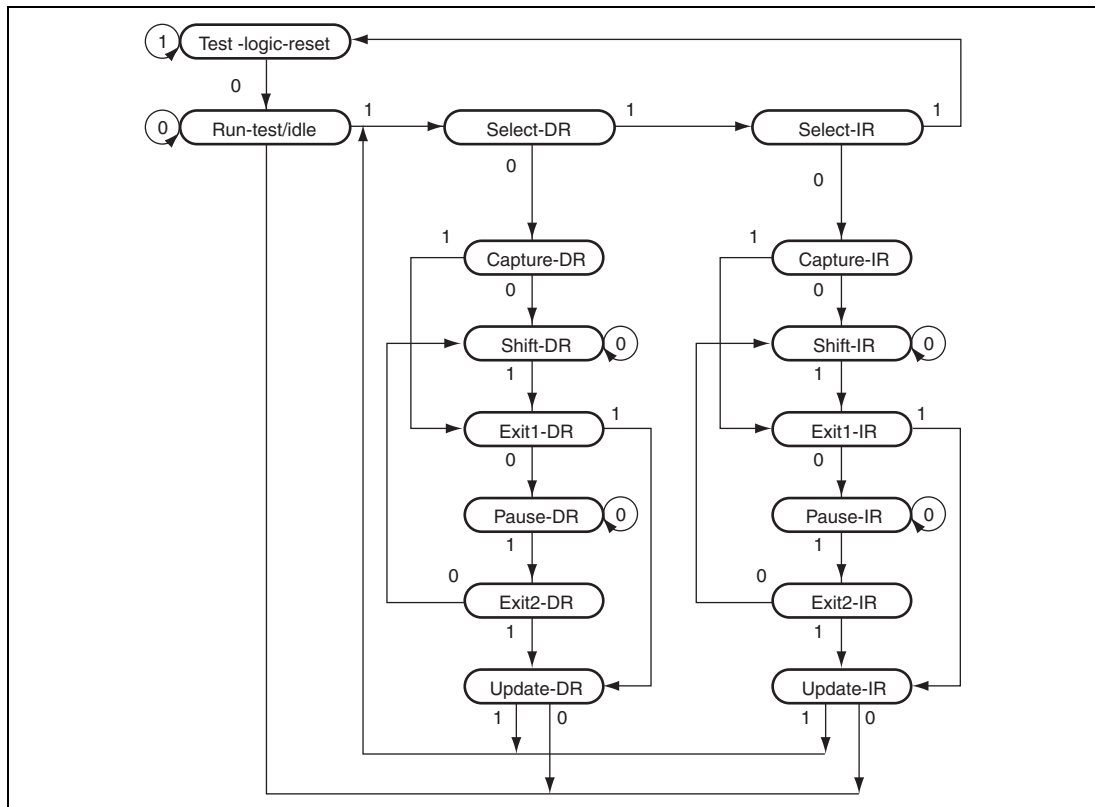 1 Test -logic-reset
0
0 Run-test/idle 1 Select-DR 1 Select-IR 1
0 0
1 1
Capture-DR Capture-IR
0 0
Shift-DR 0 Shift-IR 0
1 1
Exit1-DR 1 Exit1-IR 1
0 0
Pause-DR 0 Pause-IR 0
1 1
0 0
Exit2-DR Exit2-IR
1 1
Update-DR Update-IR
1 0 1 0